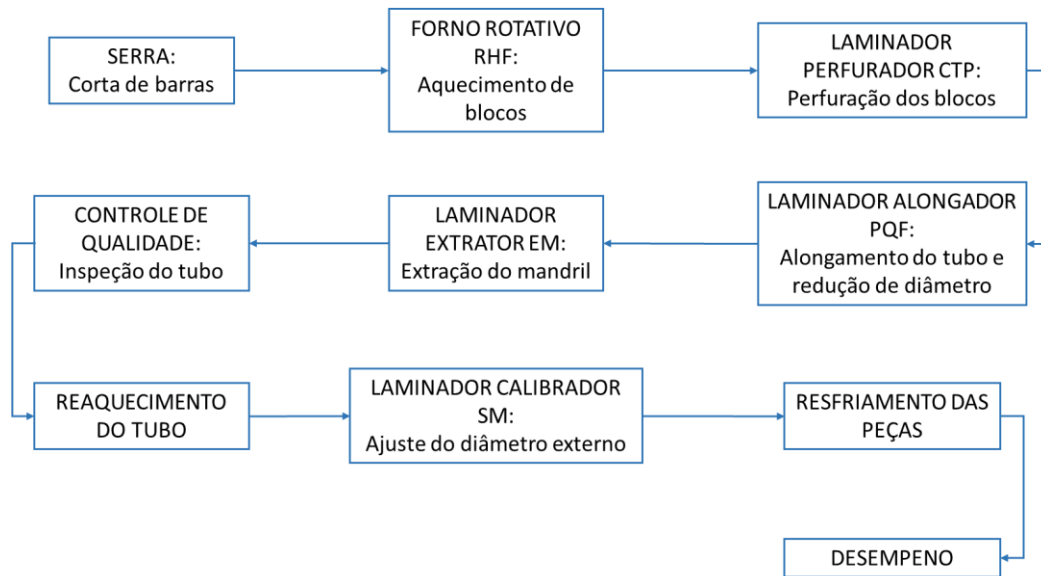 SERRA:
Corta de barras
FORNO ROTATIVO
RHF:
Aquecimento de
blocos
LAMINADOR
PERFURADOR CTP:
Perfuração dos blocos
LAMINADOR ALONGADOR
PQF:
Alongamento do tubo e
redução de diâmetro
LAMINADOR
EXTRATOR EM:
Extração do mandril
CONTROLE DE
QUALIDADE:
Inspeção do tubo
REAQUECIMENTO
DO TUBO
LAMINADOR CALIBRADOR
SM:
Ajuste do diâmetro externo
RESFRIAMENTO DAS
PEÇAS
DESEMPENO